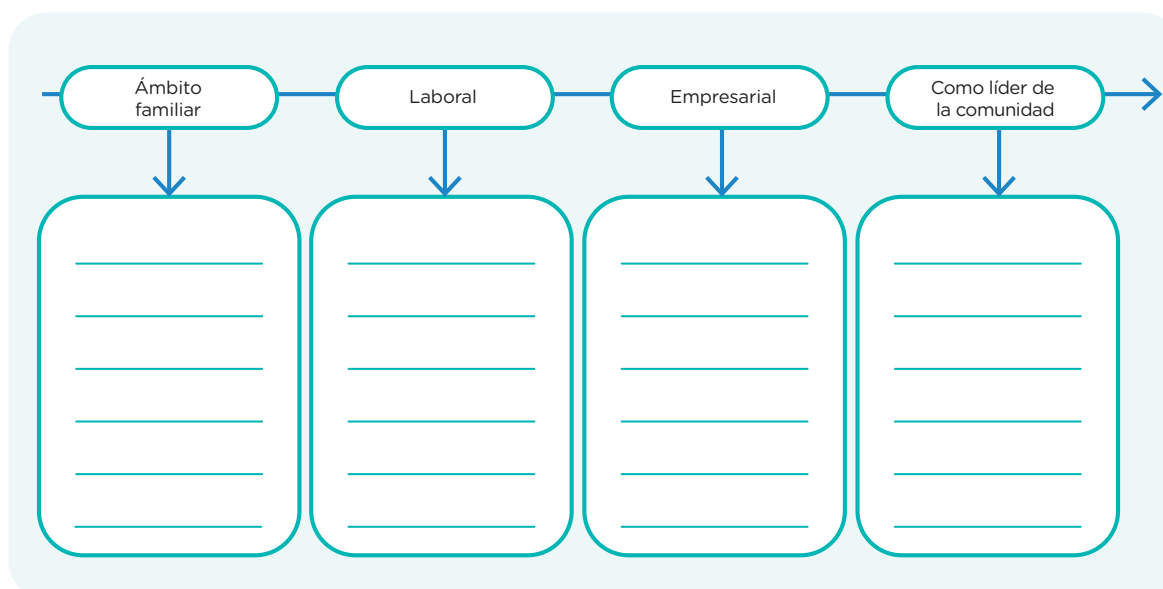 Ámbito
familiar
Laboral
Empresarial
Como líder de
la comunidad